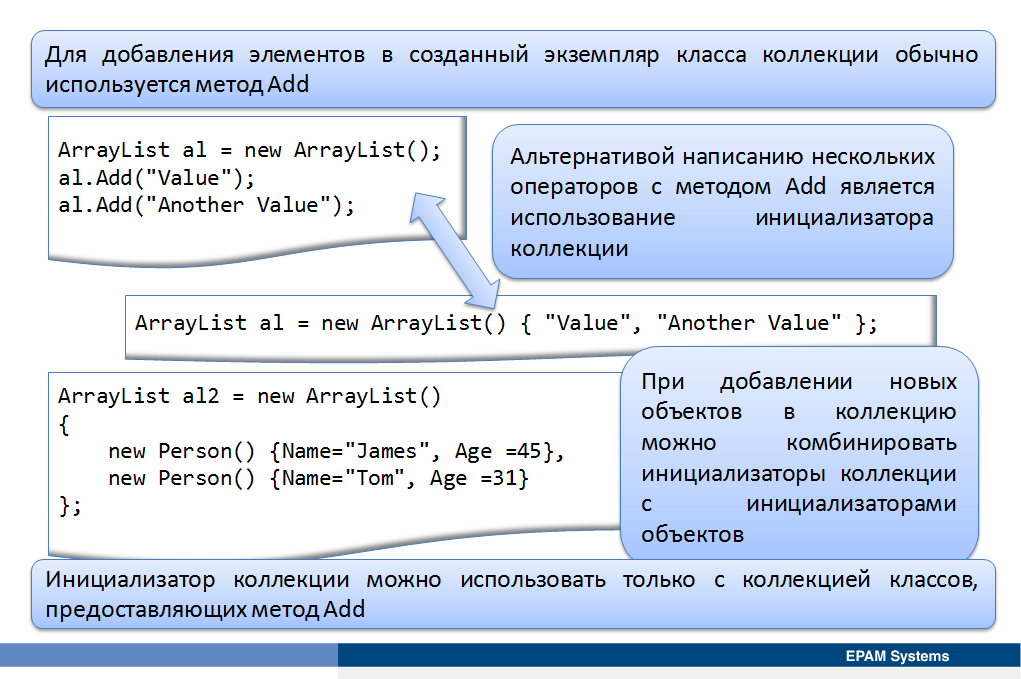 Для добавления элементов в созданный экземпляр класса коллекции обычно
используется метод Add
ArrayList al = new ArrayList();
al.Add("Value");
al.Add("Another Value");
Альтернативой написанию нескольких
операторов с методом Add является
использование инициализатора
коллекции
ArrayList al = new ArrayList() { "Value", "Another Value" };
ArrayList al2 = new ArrayList()
{
    new Person() {Name="James", Age =45},
    new Person() {Name="Tom", Age =31}
};
При добавлении новых
объектов в коллекцию
можно комбинировать
инициализаторы коллекции
с инициализаторами
объектов
Инициализатор коллекции можно использовать только с коллекцией классов,
предоставляющих метод Add
EPAM Systems